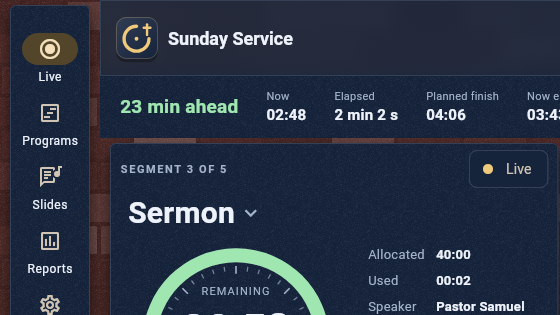 Live
Programs
Slides
Reports
Sunday Service
23 min ahead
Now
02:48
Elapsed
2 min 2 s
Planned finish
04:06
SEGMENT 3 OF 5
Live
Sermon
REMAINING
Allocated 40:00
Used 00:02
Speaker Pastor Samuel